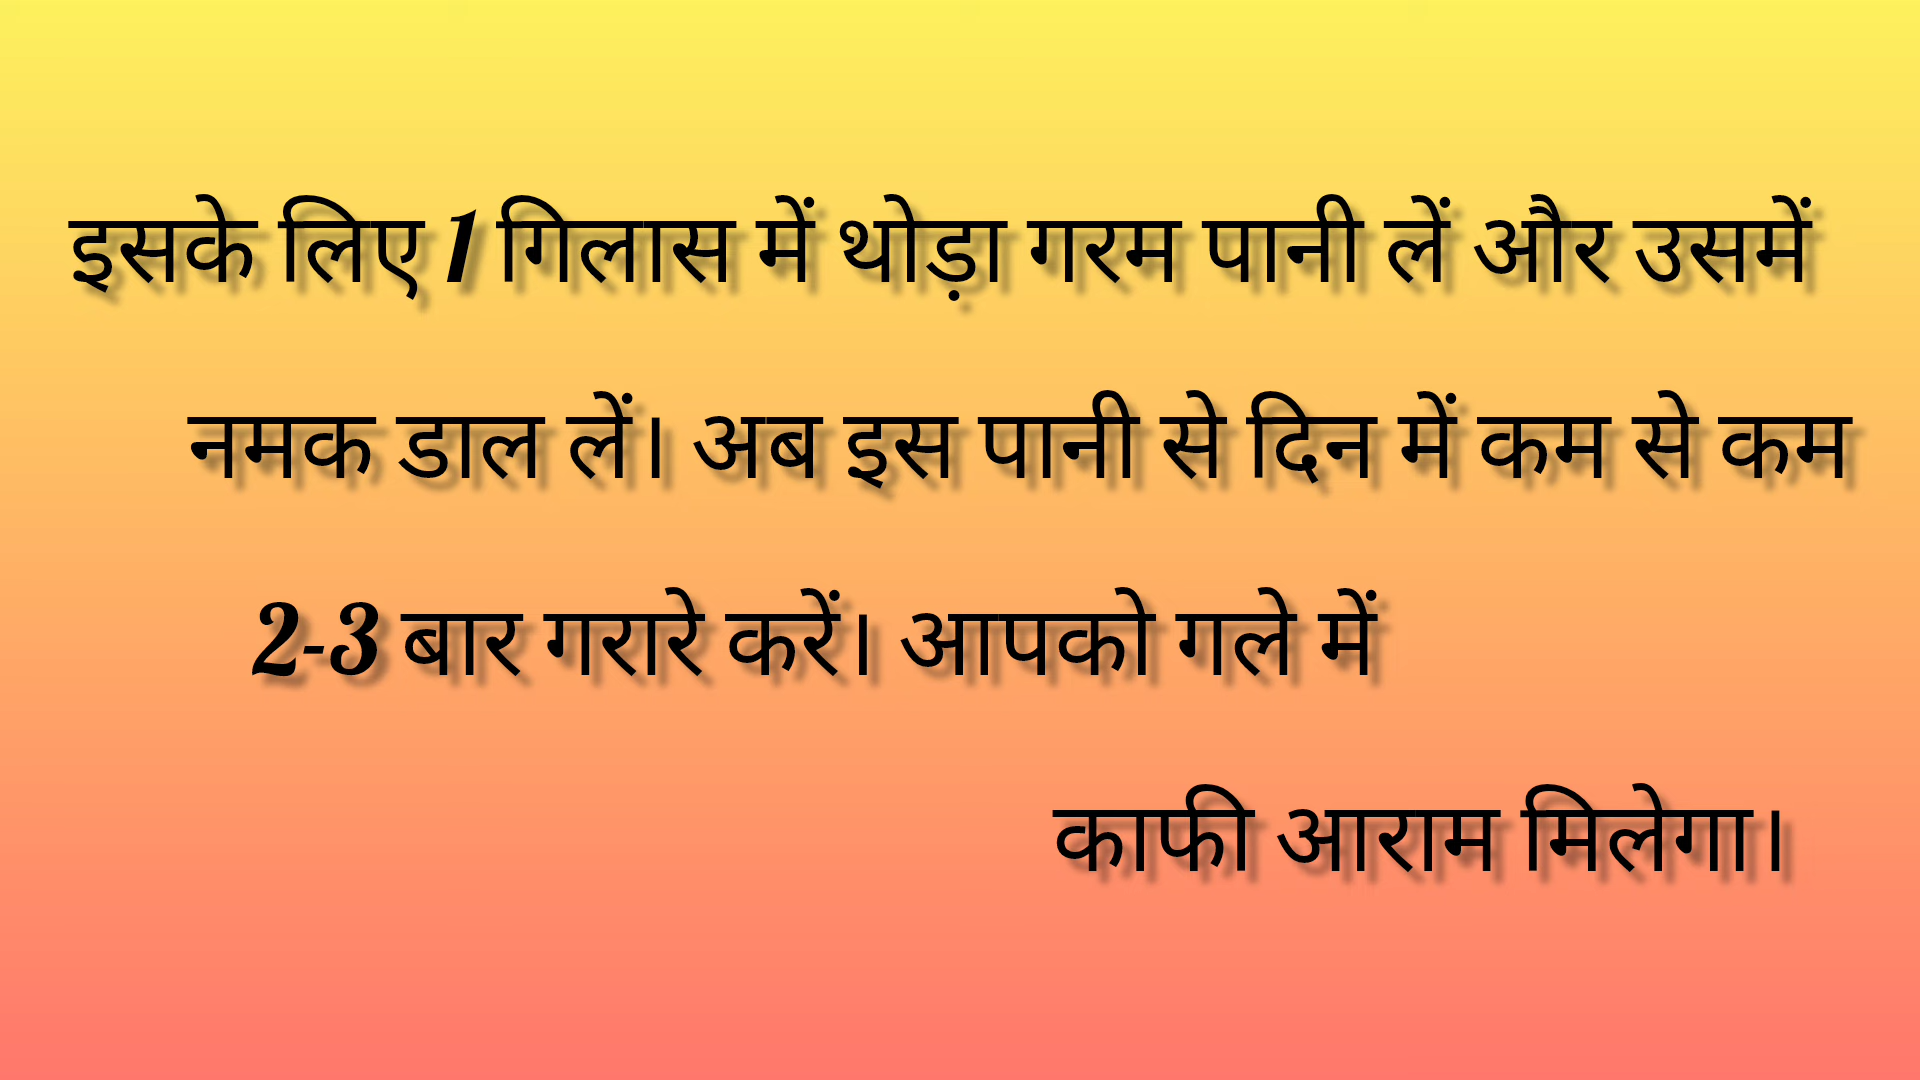 इसके लिए 1 गिलास में थोड़ा गरम पानी लें और उसमें
नमक डाल लें। अब इस पानी से दिन में कम से कम
2-3 बार गरारे करें। आपको गले में
काफी आराम मिलेगा।